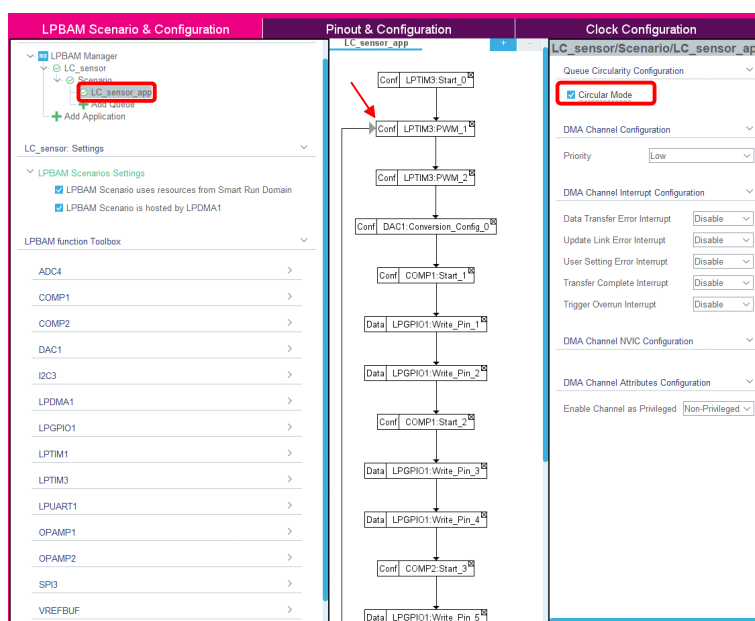 LPBAM Scenario & Configuration
Pinout & Configuration
Clock Configuration
LPBAM Manager
LC_sensor
Scenario
LC_sensor_app
Add Queue
Add Application
LC_sensor: Settings
LPBAM Scenarios Settings
LPBAM Scenario uses resources from Smart Run Domain
LPBAM Scenario is hosted by LPDMA1
LPBAM function Toolbox
ADC4
COMP1
COMP2
DAC1
I2C3
LPDMA1
LPGPIO1
LPTIM1
LPTIM3
LPUART1
OPAMP1
OPAMP2
SPI3
VREFBUF
LC_sensor_app
+
-
Conf LPTIM3:Start_0
Conf LPTIM3:PWM_1
Conf LPTIM3:PWM_2
Conf DAC1:Conversion_Config_0
Conf COMP1:Start_1
Data LPGPIO1:Write_Pin_1
Data LPGPIO1:Write_Pin_2
Conf COMP1:Start_2
Data LPGPIO1:Write_Pin_3
Data LPGPIO1:Write_Pin_4
Conf COMP2:Start_3
Data LPGPIO1:Write_Pin_5
LC_sensor/Scenario/LC_sensor_ap
Queue Circularity Configuration
Circular Mode
DMA Channel Configuration
Priority Low
DMA Channel Interrupt Configuration
Data Transfer Error Interrupt Disable
Update Link Error Interrupt Disable
User Setting Error Interrupt Disable
Transfer Complete Interrupt Disable
Trigger Overrun Interrupt Disable
DMA Channel NVIC Configuration
DMA Channel Attributes Configuration
Enable Channel as Privileged Non-Privileged